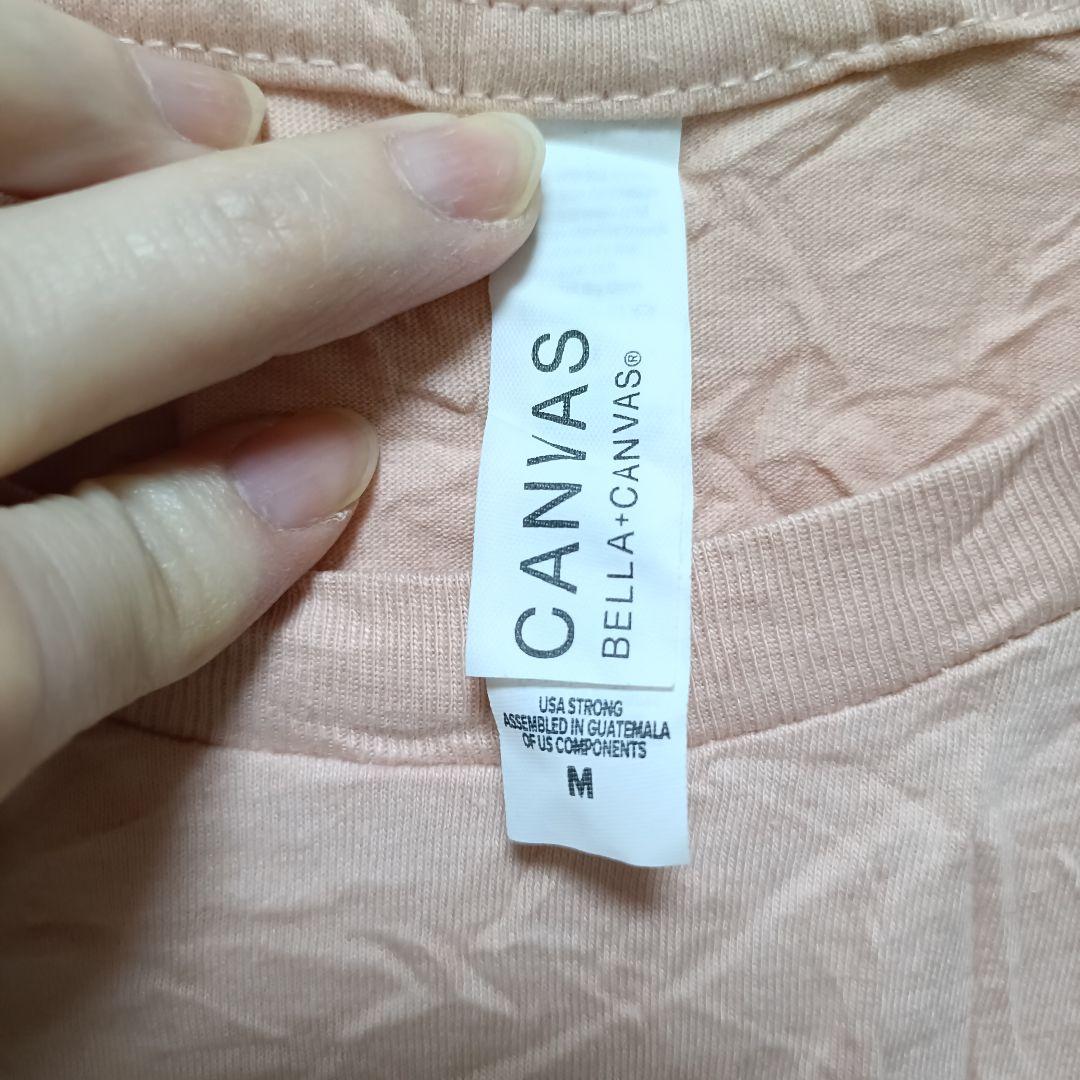 CANVAS
BELLA+CANVAS®
USA STRONG
ASSEMBLED IN GUATEMALA
OF US COMPONENTS
M